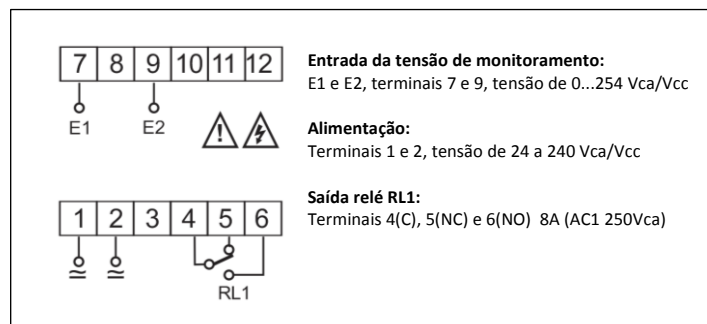 7 8 9 10 11 12
E1 E2
Entrada da tensão de monitoramento:
E1 e E2, terminais 7 e 9, tensão de 0...254 Vca/Vcc
Alimentação:
Terminais 1 e 2, tensão de 24 a 240 Vca/Vcc
Saída relé RL1:
Terminais 4(C), 5(NC) e 6(NO) 8A (AC1 250Vca)
1 2 3 4 5 6
RL1